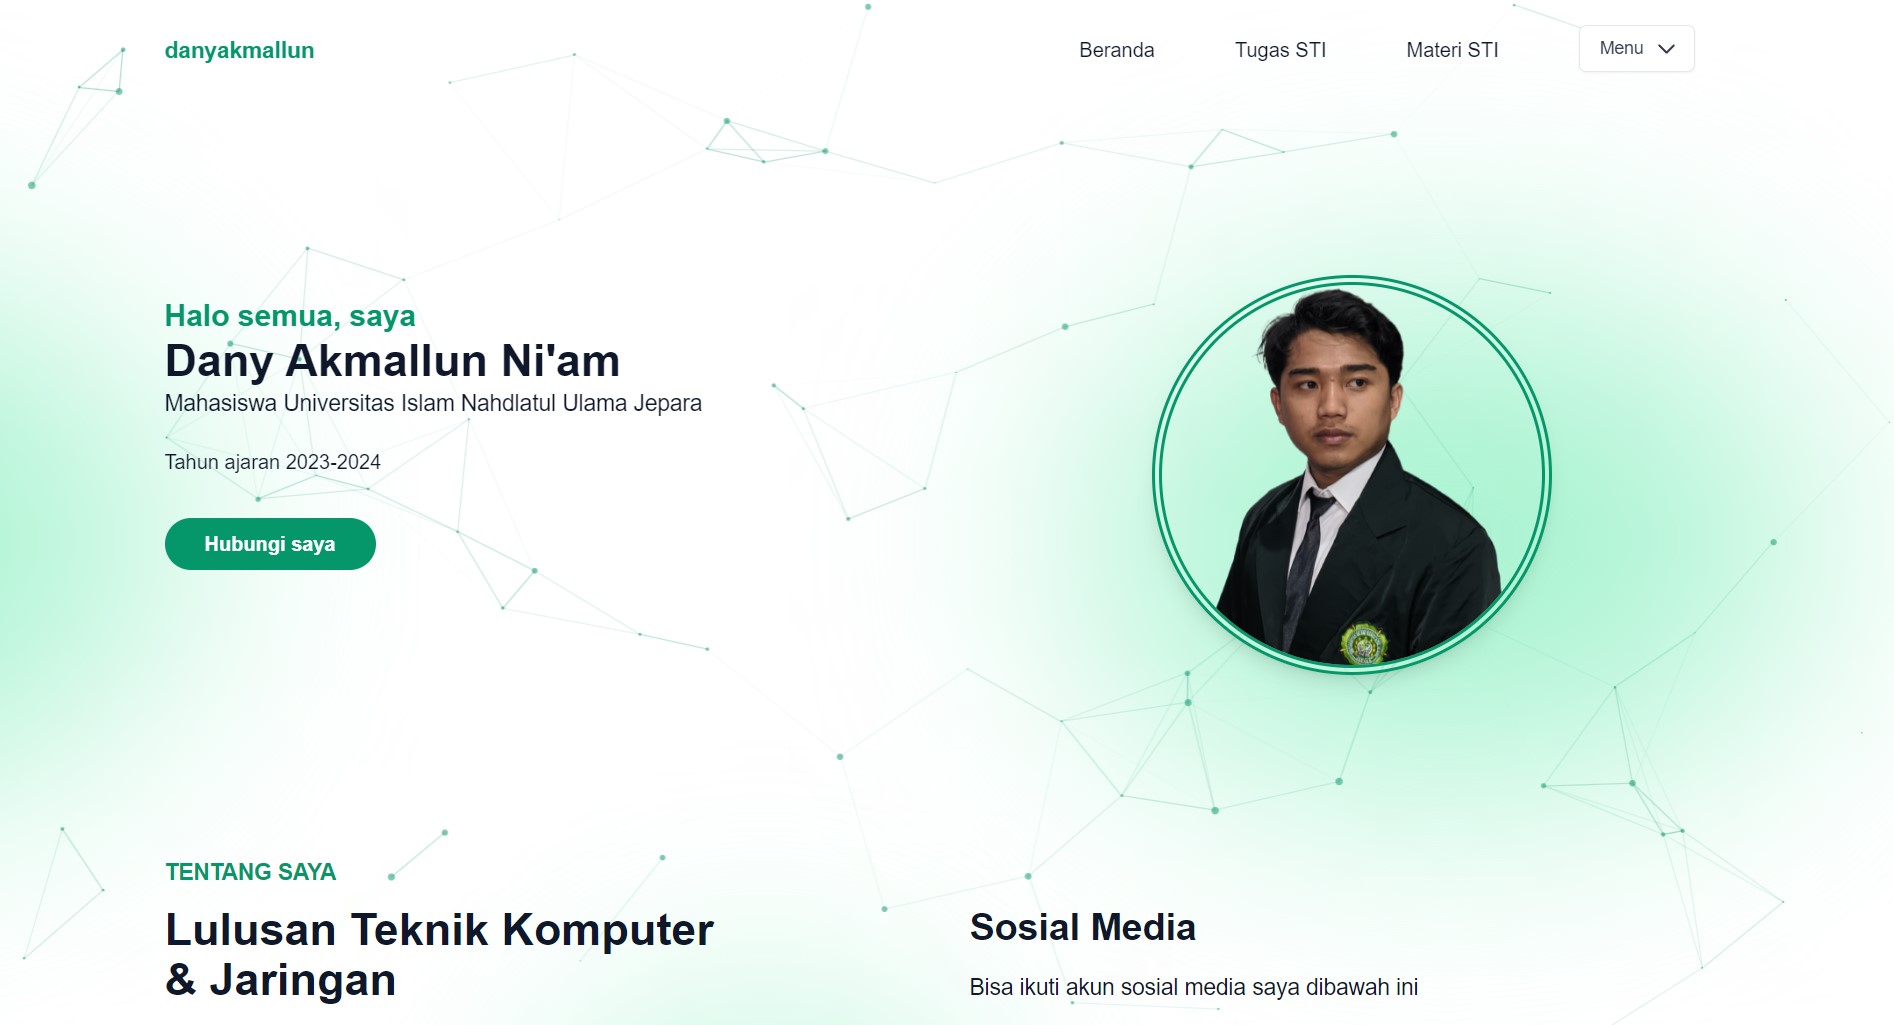 danyakmallun
Beranda
Tugas STI
Materi STI
Menu
Halo semua, saya
Dany Akmallun Ni'am
Mahasiswa Universitas Islam Nahdlatul Ulama Jepara
Tahun ajaran 2023-2024
Hubungi saya
TENTANG SAYA
Lulusan Teknik Komputer
& Jaringan
Sosial Media
Bisa ikuti akun sosial media saya dibawah ini